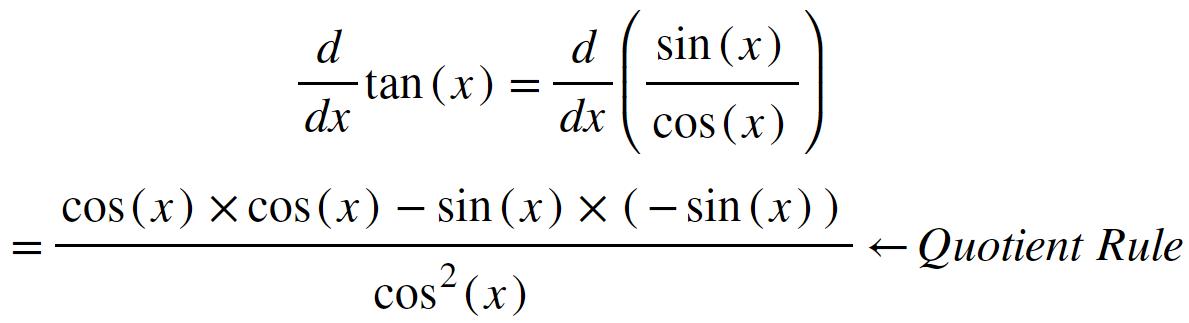 d/dx tan(x) = d/dx (sin(x)/cos(x))
= (cos(x) × cos(x) − sin(x) × (−sin(x)))/cos²(x) ← Quotient Rule